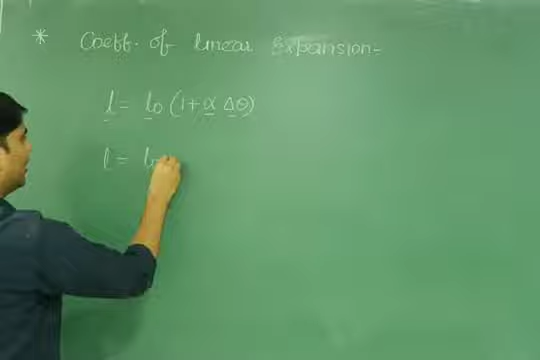 * Coeff. of linear Expansion-
l = l0 (1+ α Δθ)
l = l0